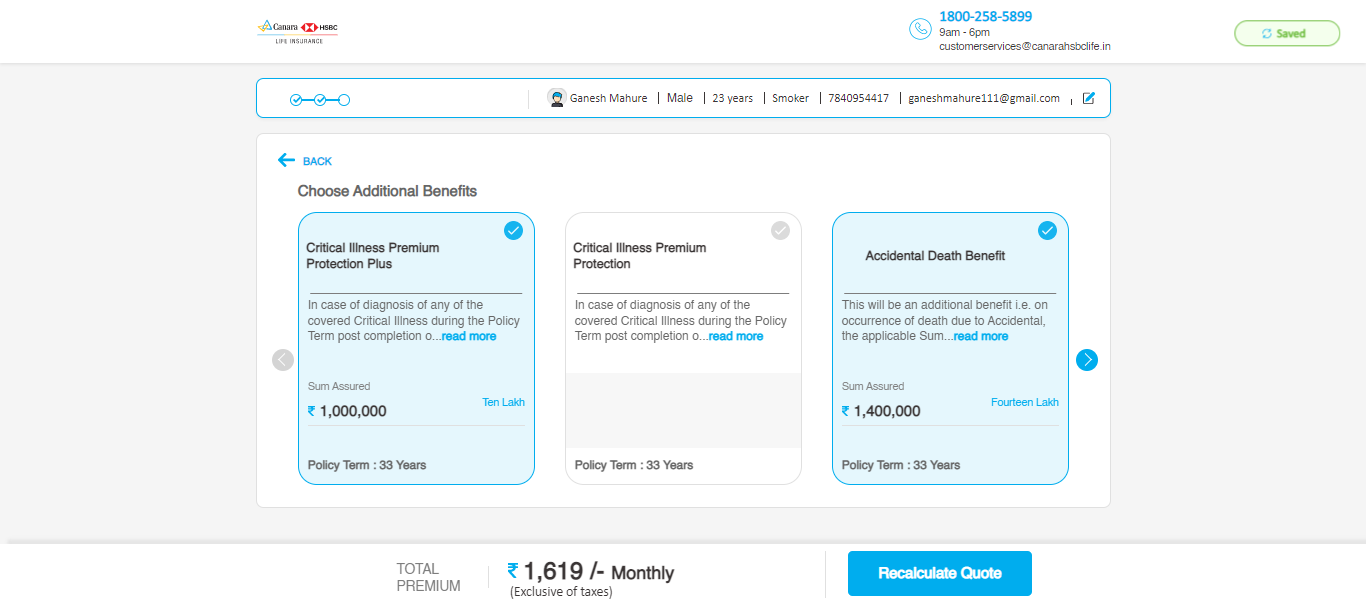 Canara HSBC
LIFE INSURANCE
1800-258-5899
9am - 6pm
customerservices@canarahsbclife.in
Saved
Ganesh Mahure | Male | 23 years | Smoker | 7840954417 | ganeshmahure111@gmail.com
BACK
Choose Additional Benefits
Critical Illness Premium
Protection Plus
In case of diagnosis of any of the
covered Critical Illness during the Policy
Term post completion o...read more
Sum Assured
Ten Lakh
₹ 1,000,000
Policy Term : 33 Years
Critical Illness Premium
Protection
In case of diagnosis of any of the
covered Critical Illness during the Policy
Term post completion o...read more
Policy Term : 33 Years
Accidental Death Benefit
This will be an additional benefit i.e. on
occurrence of death due to Accidental,
the applicable Sum...read more
Sum Assured
Fourteen Lakh
₹ 1,400,000
Policy Term : 33 Years
TOTAL
PREMIUM
₹ 1,619 /- Monthly
(Exclusive of taxes)
Recalculate Quote